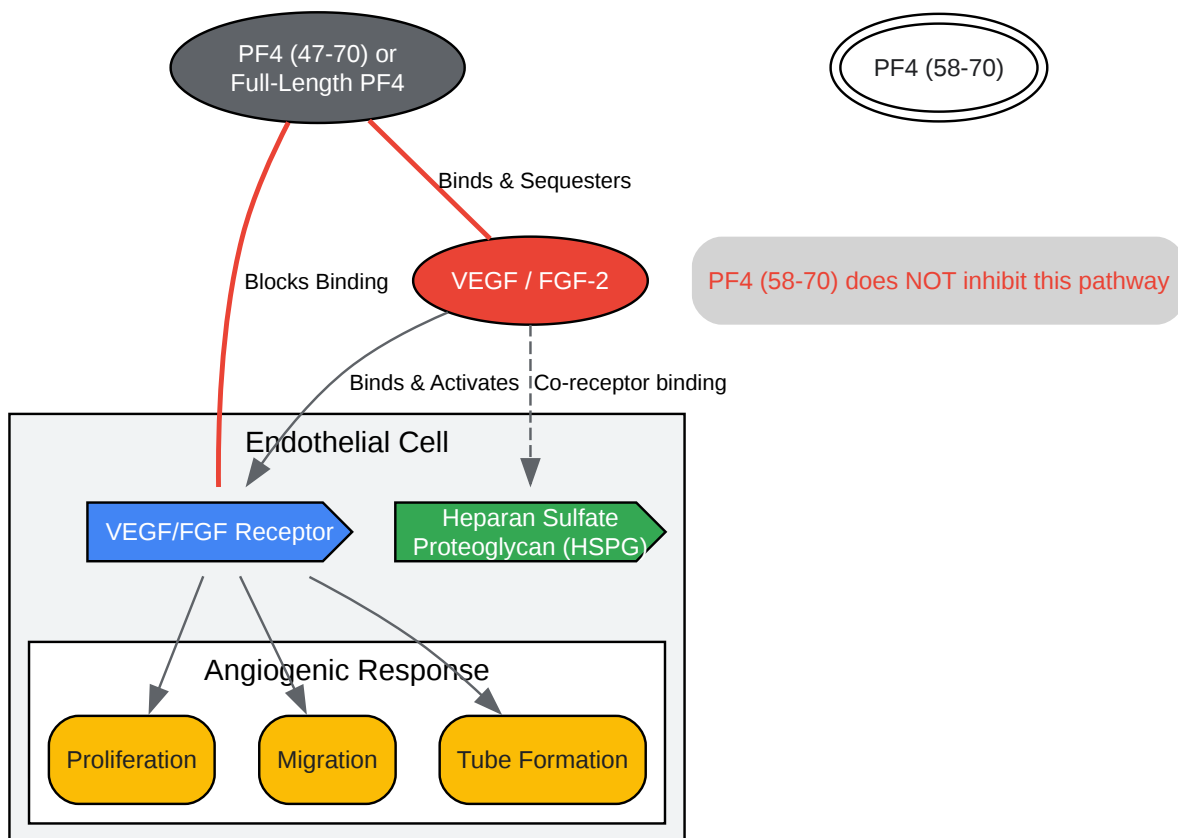 PF4 (47-70) or
Full-Length PF4
PF4 (58-70)
Binds & Sequesters
Blocks Binding
VEGF / FGF-2
PF4 (58-70) does NOT inhibit this pathway
Binds & Activates
Co-receptor binding
Endothelial Cell
VEGF/FGF Receptor
Heparan Sulfate
Proteoglycan (HSPG)
Angiogenic Response
Proliferation
Migration
Tube Formation